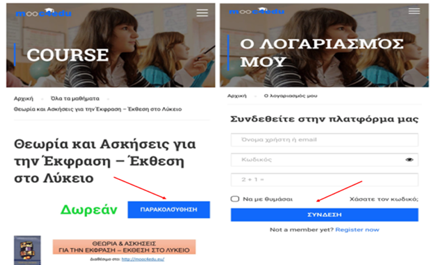 COURSE
Αρχική Όλα τα μαθήματα
Θεωρία και Ασκήσεις για την Έκφραση – Έκθεση στο Λύκειο
Θεωρία και Ασκήσεις για
την Έκφραση – Έκθεση
στο Λύκειο
Δωρεάν
ΠΑΡΑΚΟΛΟΥΘΗΣΗ
ΘΕΩΡΙΑ & ΑΣΚΗΣΕΙΣ
ΓΙΑ ΤΗΝ ΕΚΦΡΑΣΗ – ΕΚΘΕΣΗ ΣΤΟ ΛΥΚΕΙΟ
Ο ΛΟΓΑΡΙΑΣΜΌΣ
ΜΟΥ
Αρχική Ο λογαριασμός μου
Συνδεθείτε στην πλατφόρμα μας
Όνομα χρήστη ή email
Κωδικός
2 + 1 =
Να με θυμάσαι Χάσατε τον κωδικό;
ΣΥΝΔΕΣΗ
Not a member yet? Register now